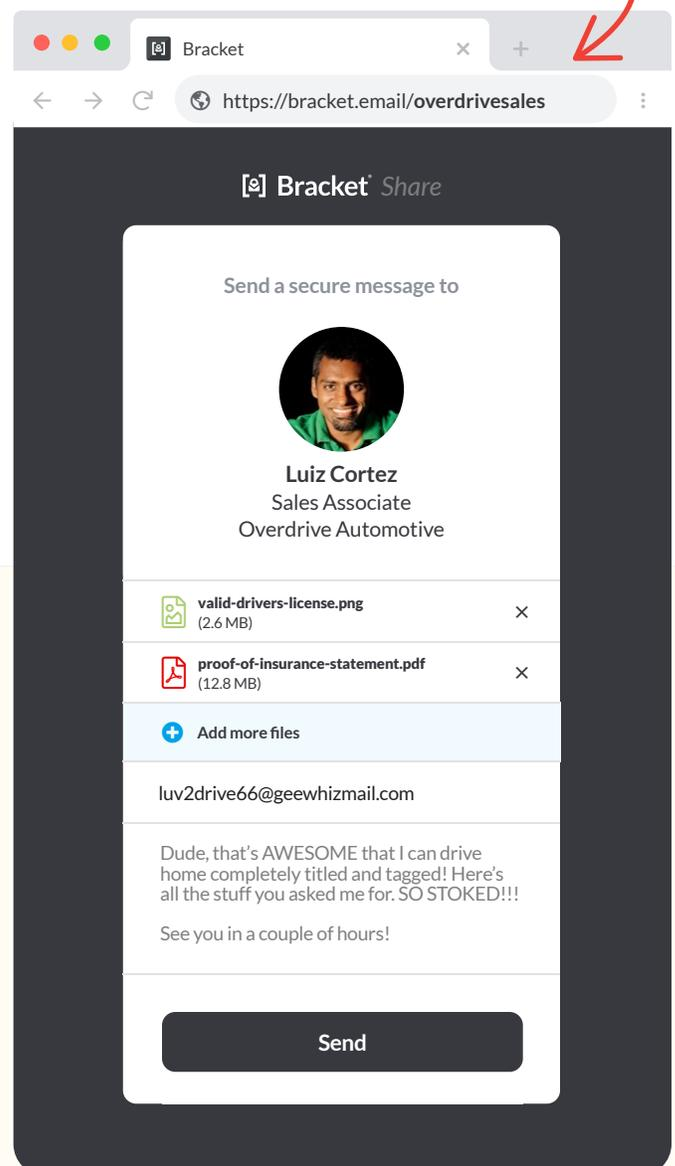 Bracket
https://bracket.email/overdrivesales
Bracket Share
Send a secure message to
Luiz Cortez
Sales Associate
Overdrive Automotive
valid-drivers-license.png
(2.6 MB)
proof-of-insurance-statement.pdf
(12.8 MB)
Add more files
luv2drive66@geewhizmail.com
Dude, that’s AWESOME that I can drive
home completely titled and tagged! Here’s
all the stuff you asked me for. SO STOKED!!!
See you in a couple of hours!
Send